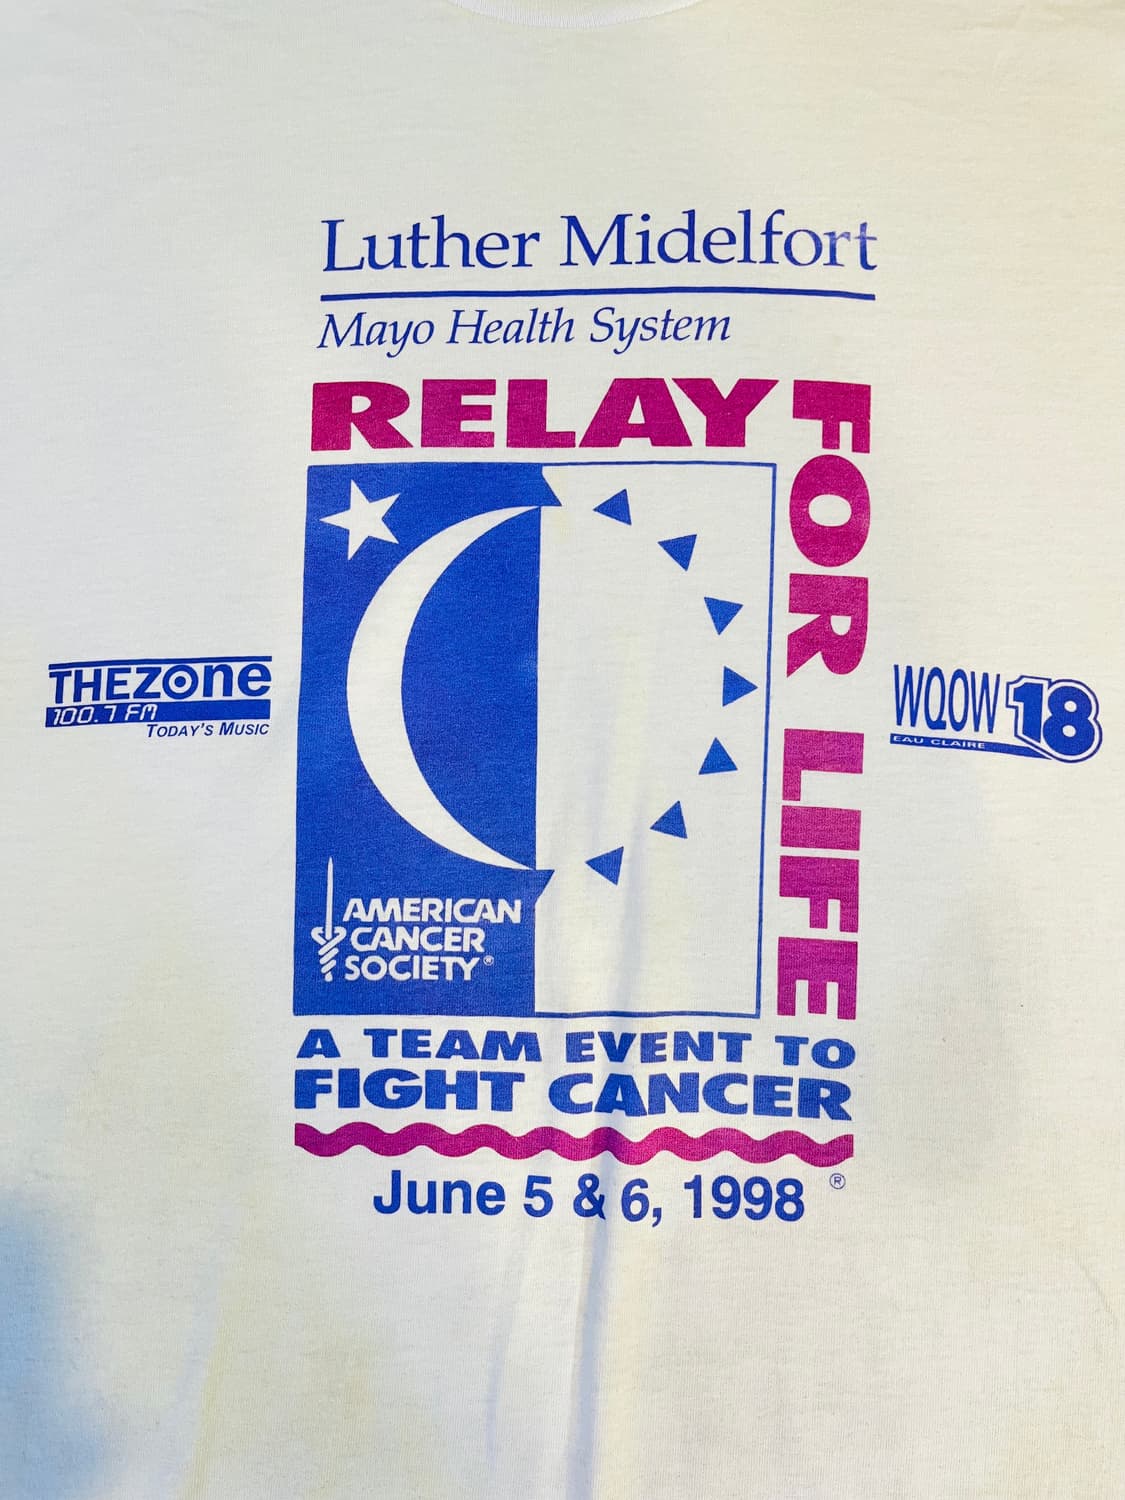 Luther Midelfort
Mayo Health System
RELAY FOR LIFE
THEZONE
100.7 FM
TODAY'S MUSIC
WQOW 18
EAU CLAIRE
AMERICAN
CANCER
SOCIETY®
A TEAM EVENT TO
FIGHT CANCER
®
June 5 & 6, 1998